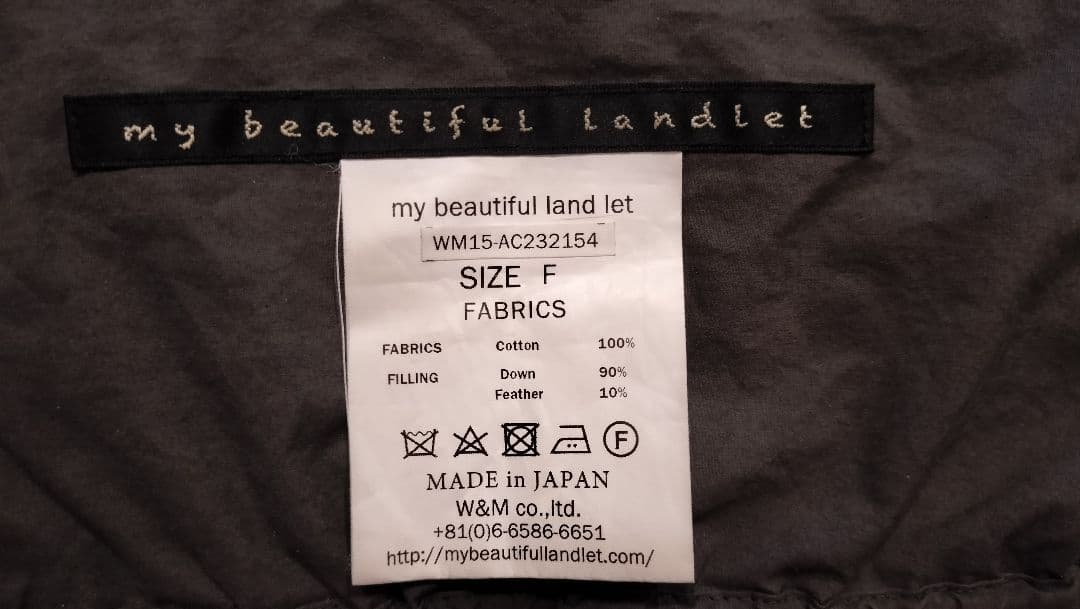 my beautiful landlet
my beautiful land let
WM15-AC232154
SIZE F
FABRICS
FABRICS Cotton 100%
FILLING Down 90%
Feather 10%
F
MADE in JAPAN
W&M co.,ltd.
+81(0)6-6586-6651
http://mybeautifullandlet.com/